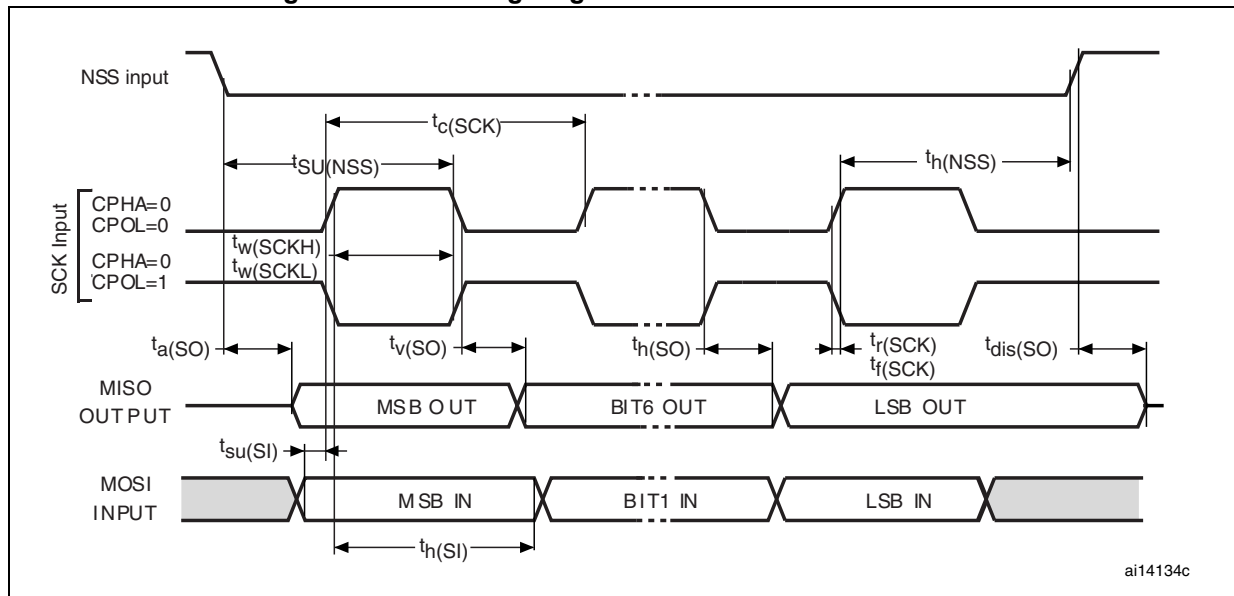 NSS input
tc(SCK)
tSU(NSS)
th(NSS)
SCK Input
CPHA=0
CPOL=0
tw(SCKH)
tw(SCKL)
CPHA=0
CPOL=1
ta(SO)
tv(SO)
th(SO)
tr(SCK)
tf(SCK)
tdis(SO)
MISO
OUTPUT
MSB OUT
BIT6 OUT
LSB OUT
tsu(SI)
MOSI
INPUT
MSB IN
BIT1 IN
LSB IN
th(SI)
ai14134c